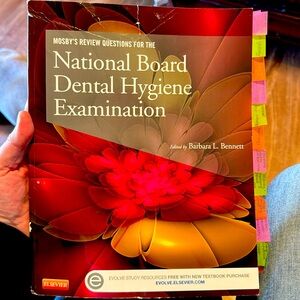 MOSBY'S REVIEW QUESTIONS FOR THE
National Board
Dental Hygiene
Examination
Edited by Barbara L. Bennett
ELSEVIER
e
EVOLVE STUDY RESOURCES FREE WITH NEW TEXTBOOK PURCHASE
EVOLVE.ELSEVIER.COM